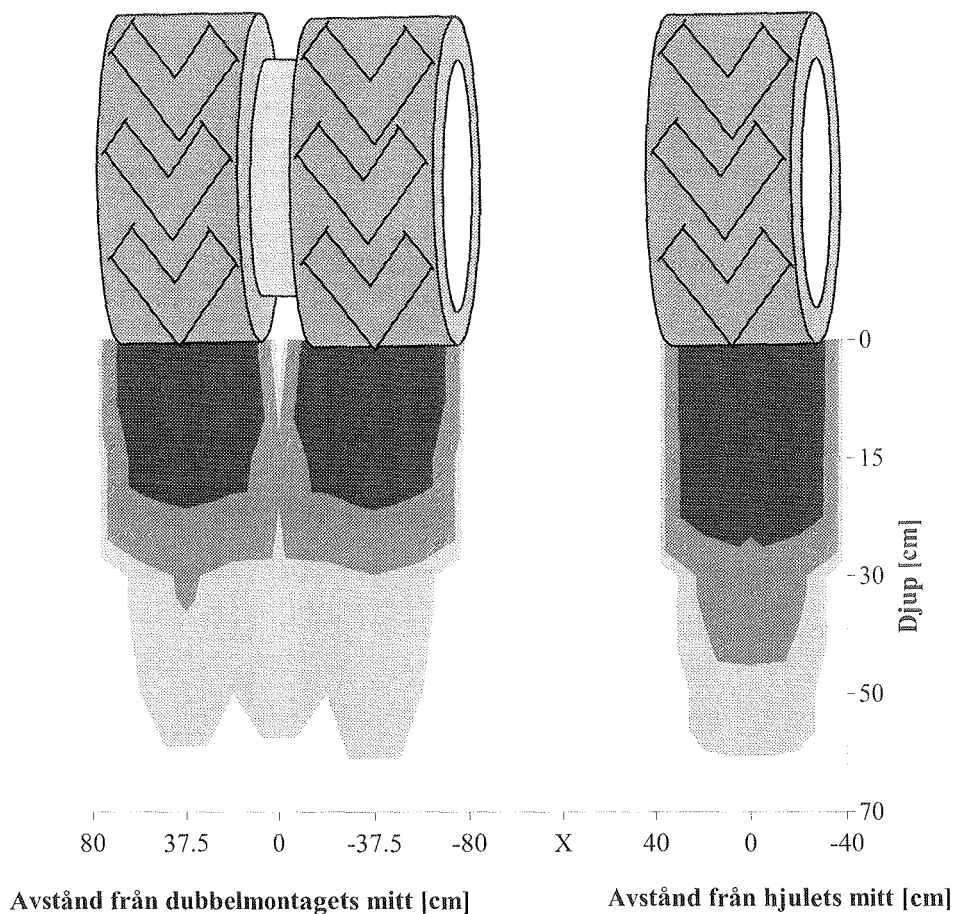 0
15
30
50
70
Djup [cm]
80 37.5 0 -37.5 -80 X 40 0 -40
Avstånd från dubbelmontagets mitt [cm]
Avstånd från hjulets mitt [cm]